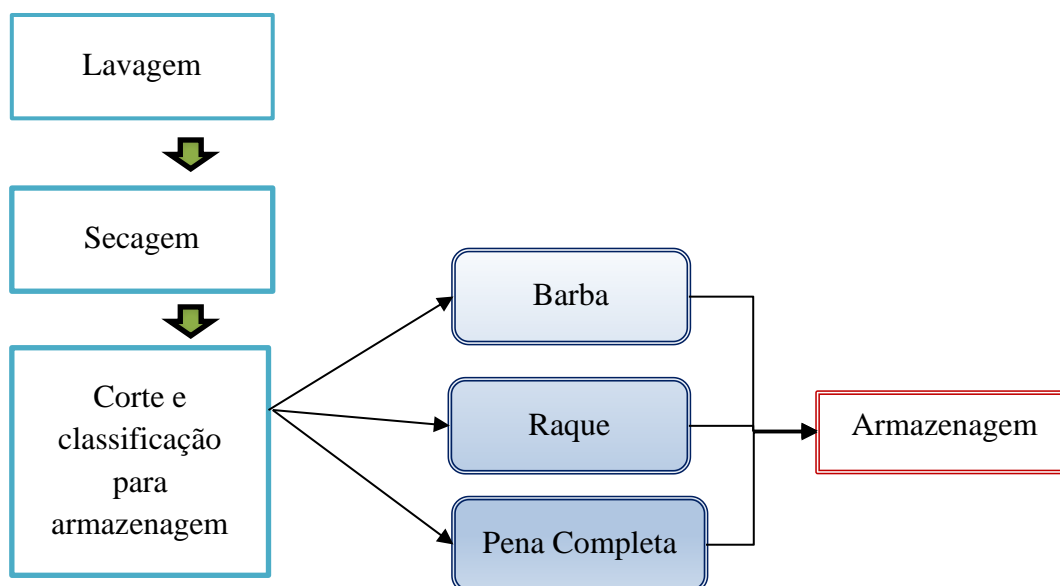 Lavagem
Secagem
Corte e
classificação
para
armazenagem
Barba
Raque
Pena Completa
Armazenagem